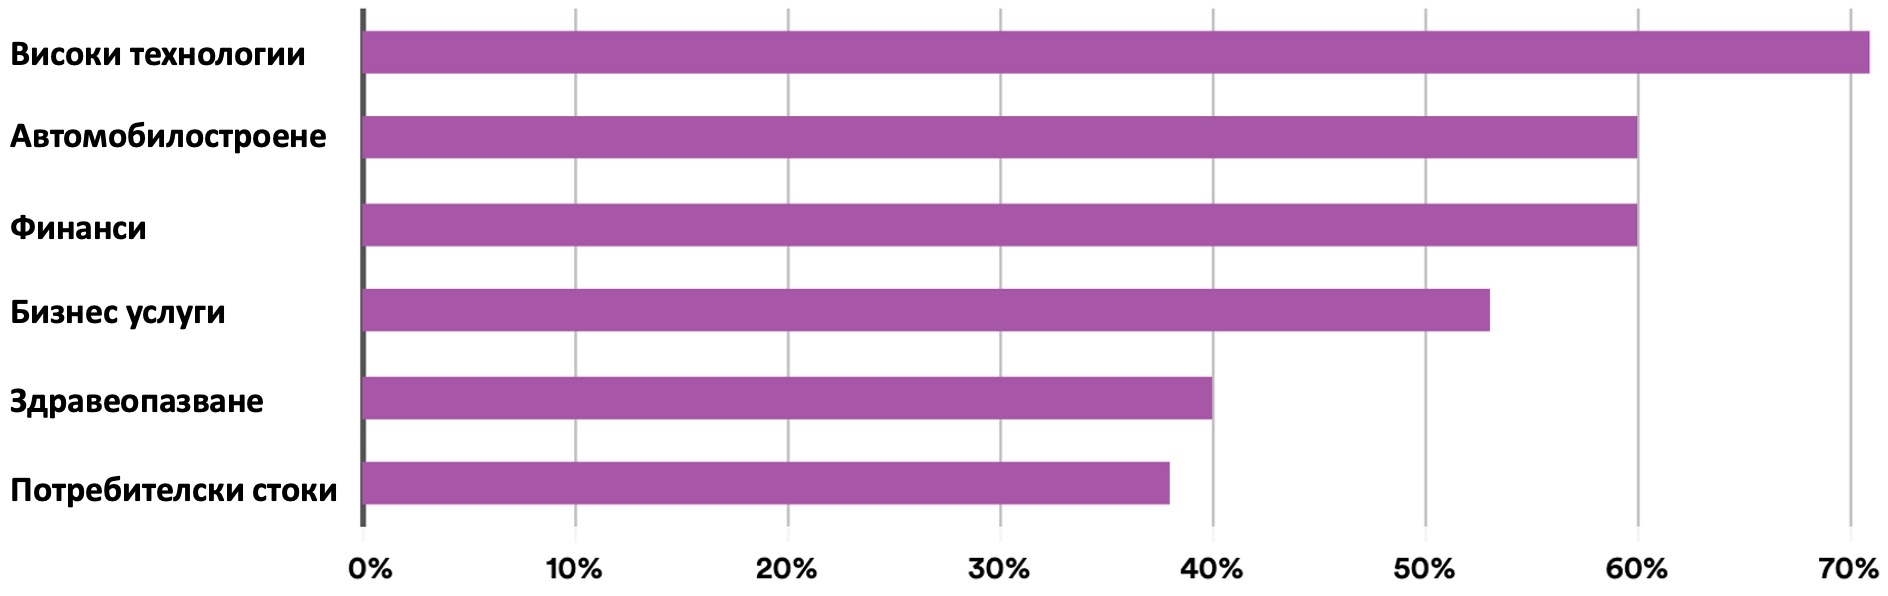 Високи технологии
Автомобилостроене
Финанси
Бизнес услуги
Здравеопазване
Потребителски стоки
0% 10% 20% 30% 40% 50% 60% 70%